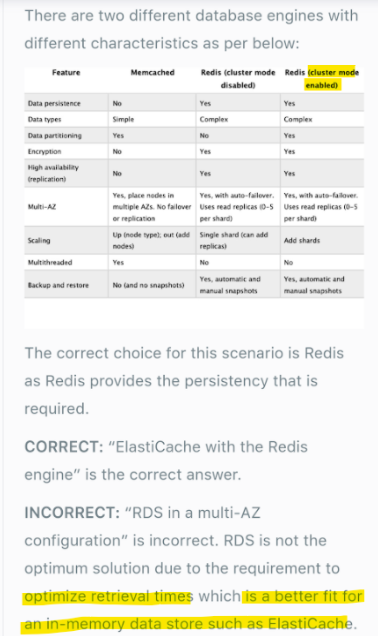 There are two different database engines with
different characteristics as per below:
Feature Memcached Redis (cluster mode disabled) Redis (cluster mode enabled)
Data persistence No Yes Yes
Data types Simple Complex Complex
Data partitioning Yes No Yes
Encryption No Yes Yes
High availability (replication) No Yes Yes
Multi-AZ Yes, place nodes in multiple AZs. No failover or replication Yes, with auto-failover. Uses read replicas (0-5 per shard) Yes, with auto-failover. Uses read replicas (0-5 per shard)
Scaling Up (node type); out (add nodes) Single shard (can add replicas) Add shards
Multithreaded Yes No No
Backup and restore No (and no snapshots) Yes, automatic and manual snapshots Yes, automatic and manual snapshots
The correct choice for this scenario is Redis
as Redis provides the persistency that is
required.
CORRECT: “ElastiCache with the Redis
engine” is the correct answer.
INCORRECT: “RDS in a multi-AZ
configuration” is incorrect. RDS is not the
optimum solution due to the requirement to
optimize retrieval times which is a better fit for
an in-memory data store such as ElastiCache.